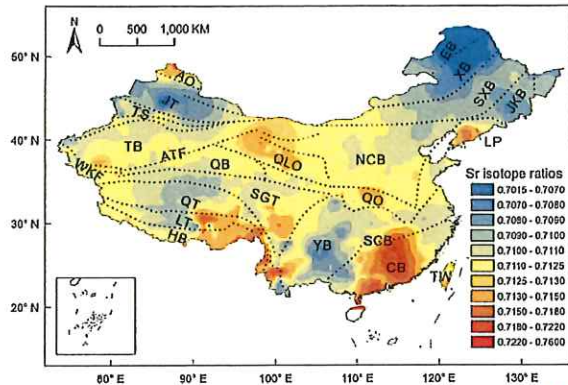 N
0 500 1,000 KM
50° N
40° N
30° N
20° N
EB
XB
SXB
JKB
AO
JT
TS
TB
ATF
WKF
QB
QLO
NCB
LP
QT
SGT
QO
LT
HB
YB
SCB
CB
TW
Sr isotope ratios
0.7015-0.7070
0.7070-0.7080
0.7080-0.7090
0.7090-0.7100
0.7100-0.7110
0.7110-0.7125
0.7125-0.7130
0.7130-0.7150
0.7150-0.7180
0.7180-0.7220
0.7220-0.7600
80° E 90° E 100° E 110° E 120° E 130° E